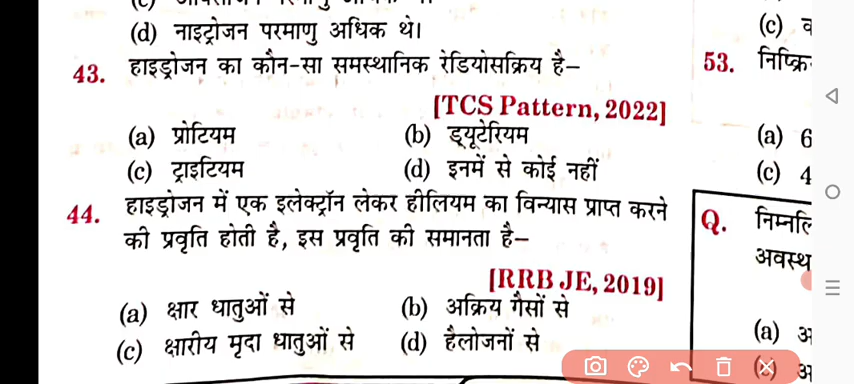 (d) नाइट्रोजन परमाणु अधिक थे।
43. हाइड्रोजन का कौन-सा समस्थानिक रेडियोसक्रिय है–
[TCS Pattern, 2022]
(a) प्रोटियम (b) ड्यूटेरियम
(c) ट्राइटियम (d) इनमें से कोई नहीं
44. हाइड्रोजन में एक इलेक्ट्रॉन लेकर हीलियम का विन्यास प्राप्त करने
की प्रवृति होती है, इस प्रवृति की समानता है–
[RRB JE, 2019]
(a) क्षार धातुओं से (b) अक्रिय गैसों से
(c) क्षारीय मृदा धातुओं से (d) हैलोजनों से
(c)
53.
(a) 6
(c) 4
Q.
(a)